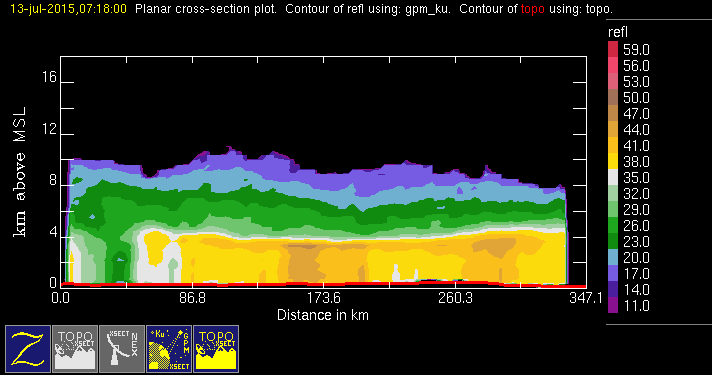 13-jul-2015,07:18:00 Planar cross-section plot. Contour of refl using: gpm_ku. Contour of topo using: topo.
refl
59.0
56.0
53.0
50.0
47.0
44.0
41.0
38.0
35.0
32.0
29.0
26.0
23.0
20.0
17.0
14.0
11.0
km above MSL
16
12
8
4
0
0.0 86.8 173.6 260.3 347.1
Distance in km
Z
TOPO XSECT
XSECT
Ku GPM XSECT
TOPO XSECT